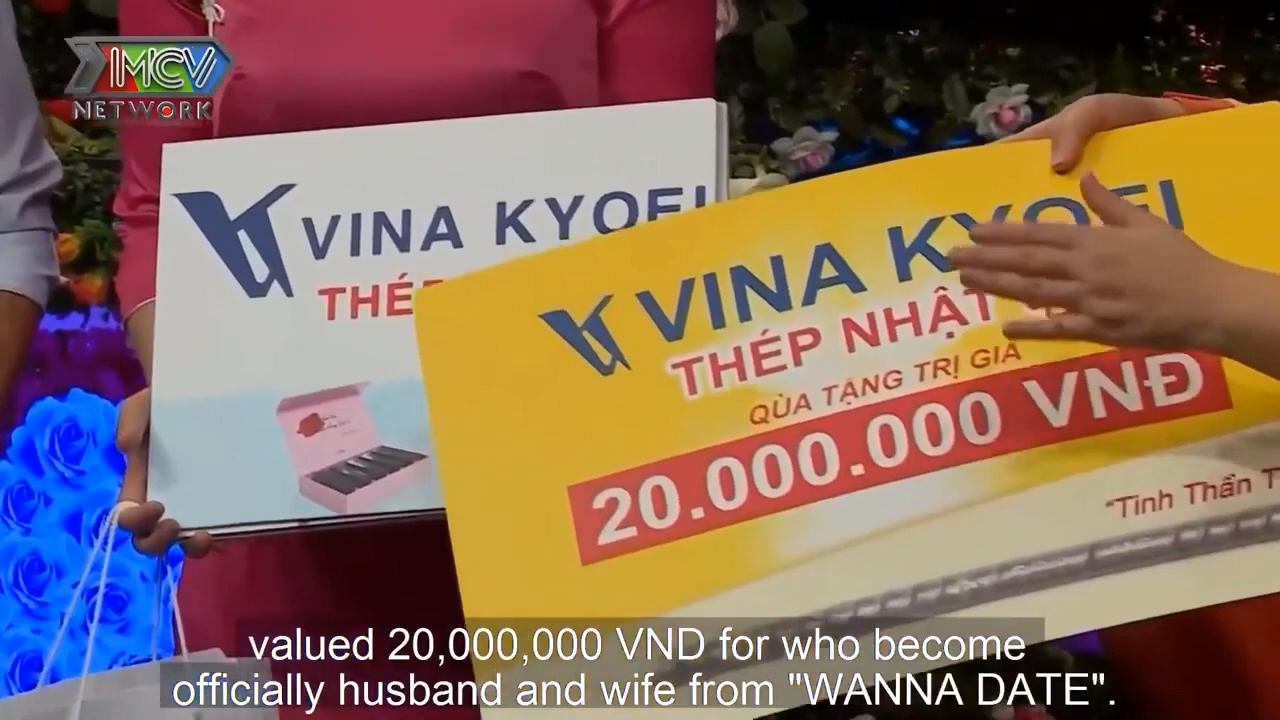 MCV
NETWORK
VINA KYOEI
VINA KYOEI
THÉP NHẬT
QÙA TẶNG TRỊ GIÁ
20.000.000 VNĐ
"Tinh Thần
valued 20,000,000 VND for who become
officially husband and wife from "WANNA DATE".